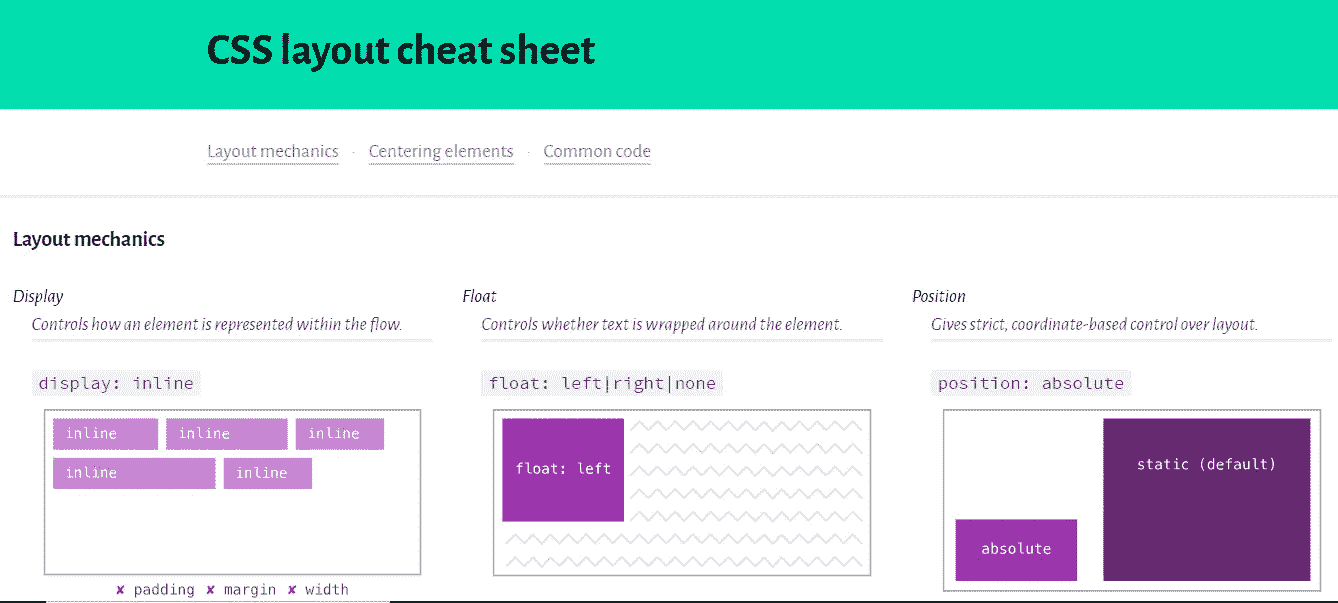 CSS layout cheat sheet
Layout mechanics · Centering elements · Common code
Layout mechanics
Display
Controls how an element is represented within the flow.
display: inline
inline inline inline
inline inline
✘ padding ✘ margin ✘ width
Float
Controls whether text is wrapped around the element.
float: left|right|none
float: left
Position
Gives strict, coordinate-based control over layout.
position: absolute
static (default)
absolute